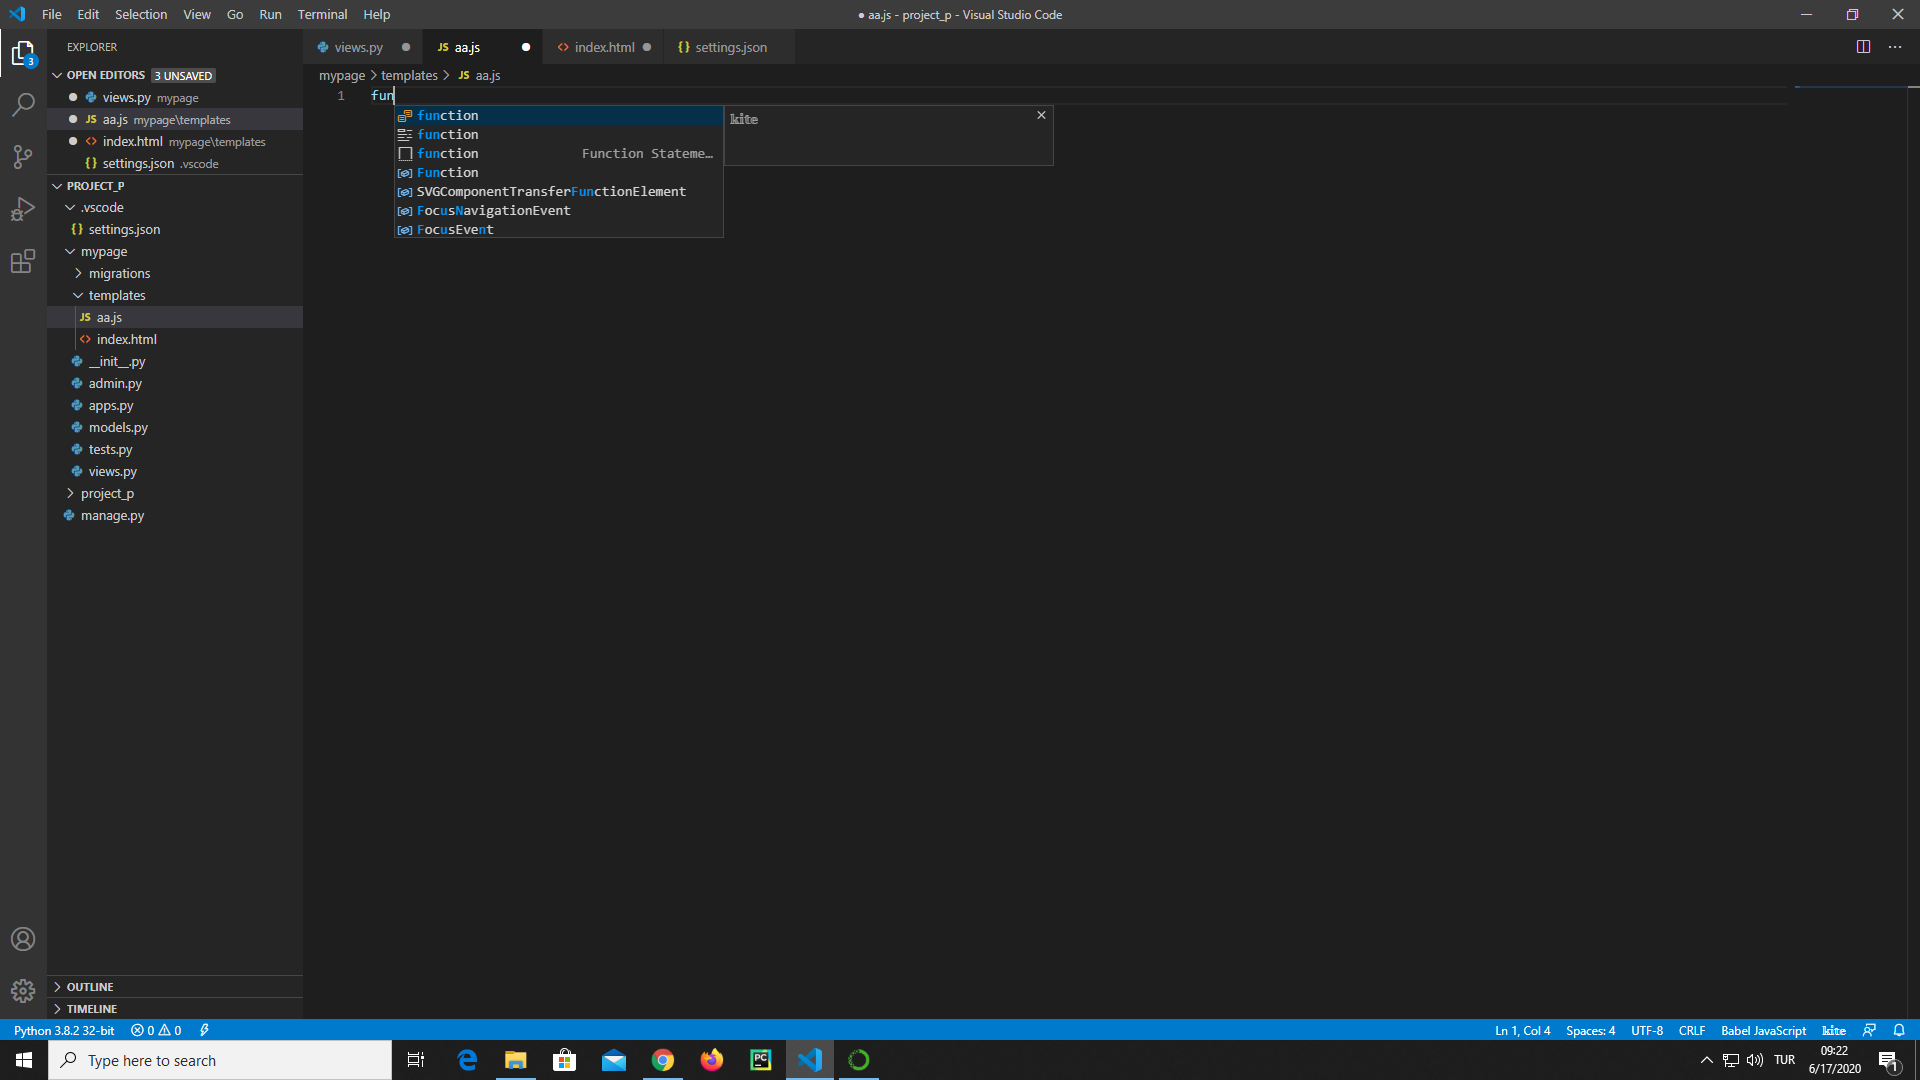 File Edit Selection View Go Run Terminal Help
● aa.js - project_p - Visual Studio Code
EXPLORER
OPEN EDITORS 3 UNSAVED
views.py mypage
JS aa.js mypage\templates
<> index.html mypage\templates
{} settings.json .vscode
PROJECT_P
.vscode
{} settings.json
mypage
migrations
templates
JS aa.js
<> index.html
__init__.py
admin.py
apps.py
models.py
tests.py
views.py
project_p
manage.py
OUTLINE
TIMELINE
3
views.py JS aa.js <> index.html {} settings.json
mypage > templates > JS aa.js
1 fun
function
function
function Function Stateme…
Function
SVGComponentTransferFunctionElement
FocusNavigationEvent
FocusEvent
kite
Python 3.8.2 32-bit 0 0
Ln 1, Col 4 Spaces: 4 UTF-8 CRLF Babel JavaScript kite
Type here to search
PC
TUR
09:22
6/17/2020
1